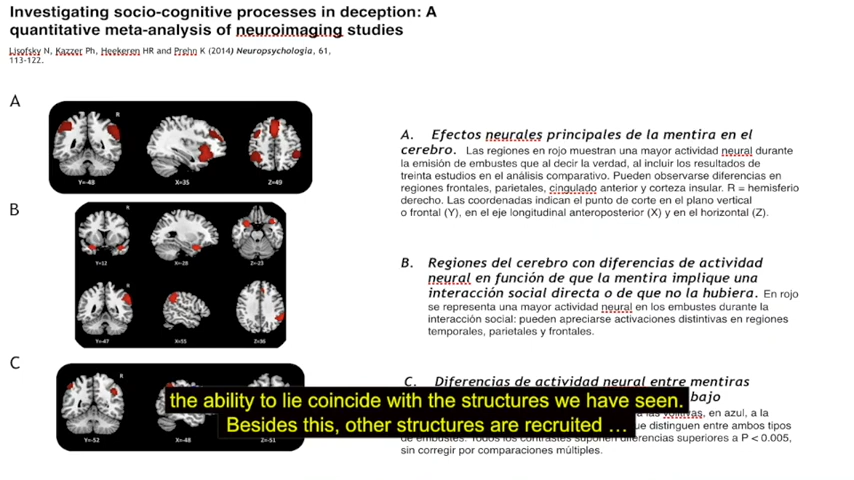 Investigating socio-cognitive processes in deception: A
quantitative meta-analysis of neuroimaging studies
Lisofsky N, Kazzer Ph, Heekeren HR and Prehn K (2014) Neuropsychologia, 61,
113-122.
A
R
Y=-48
X=35
Z=49
A. Efectos neurales principales de la mentira en el
cerebro. Las regiones en rojo muestran una mayor actividad neural durante
la emisión de embustes que al decir la verdad, al incluir los resultados de
treinta estudios en el análisis comparativo. Pueden observarse diferencias en
regiones frontales, parietales, cingulado anterior y corteza insular. R = hemisferio
derecho. Las coordenadas indican el punto de corte en el plano vertical
o frontal (Y), en el eje longitudinal anteroposterior (X) y en el horizontal (Z).
B
R
Y=12
X=-28
Z=-23
Y=-47
X=55
Z=36
B. Regiones del cerebro con diferencias de actividad
neural en función de que la mentira implique una
interacción social directa o de que no la hubiera. En rojo
se representa una mayor actividad neural en los embustes durante la
interacción social: pueden apreciarse activaciones distintivas en regiones
temporales, parietales y frontales.
C
R
Y=-52
X=-48
Z=-51
C. Diferencias de actividad neural entre mentiras
bajo
en azul, a la
que distinguen entre ambos tipos
de embustes. Todos los contrastes suponen diferencias superiores a P < 0.005,
sin corregir por comparaciones múltiples.
the ability to lie coincide with the structures we have seen.
Besides this, other structures are recruited …